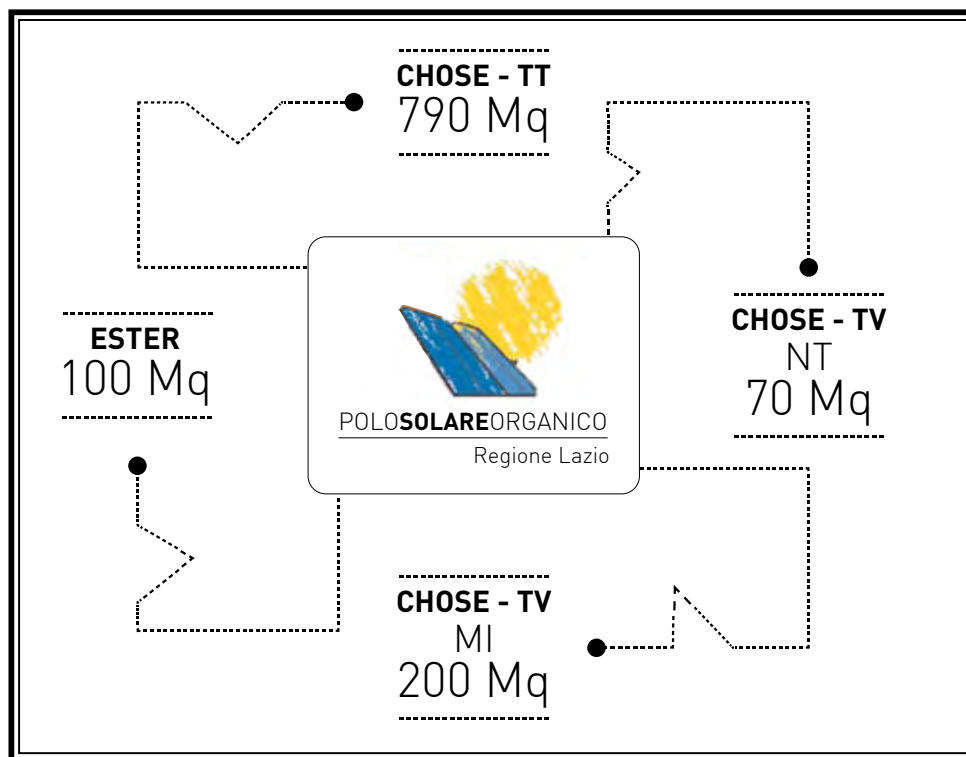 CHOSE - TT
790 Mq
ESTER
100 Mq
POLOSOLAREORGANICO
Regione Lazio
CHOSE - TV
NT
70 Mq
CHOSE - TV
MI
200 Mq